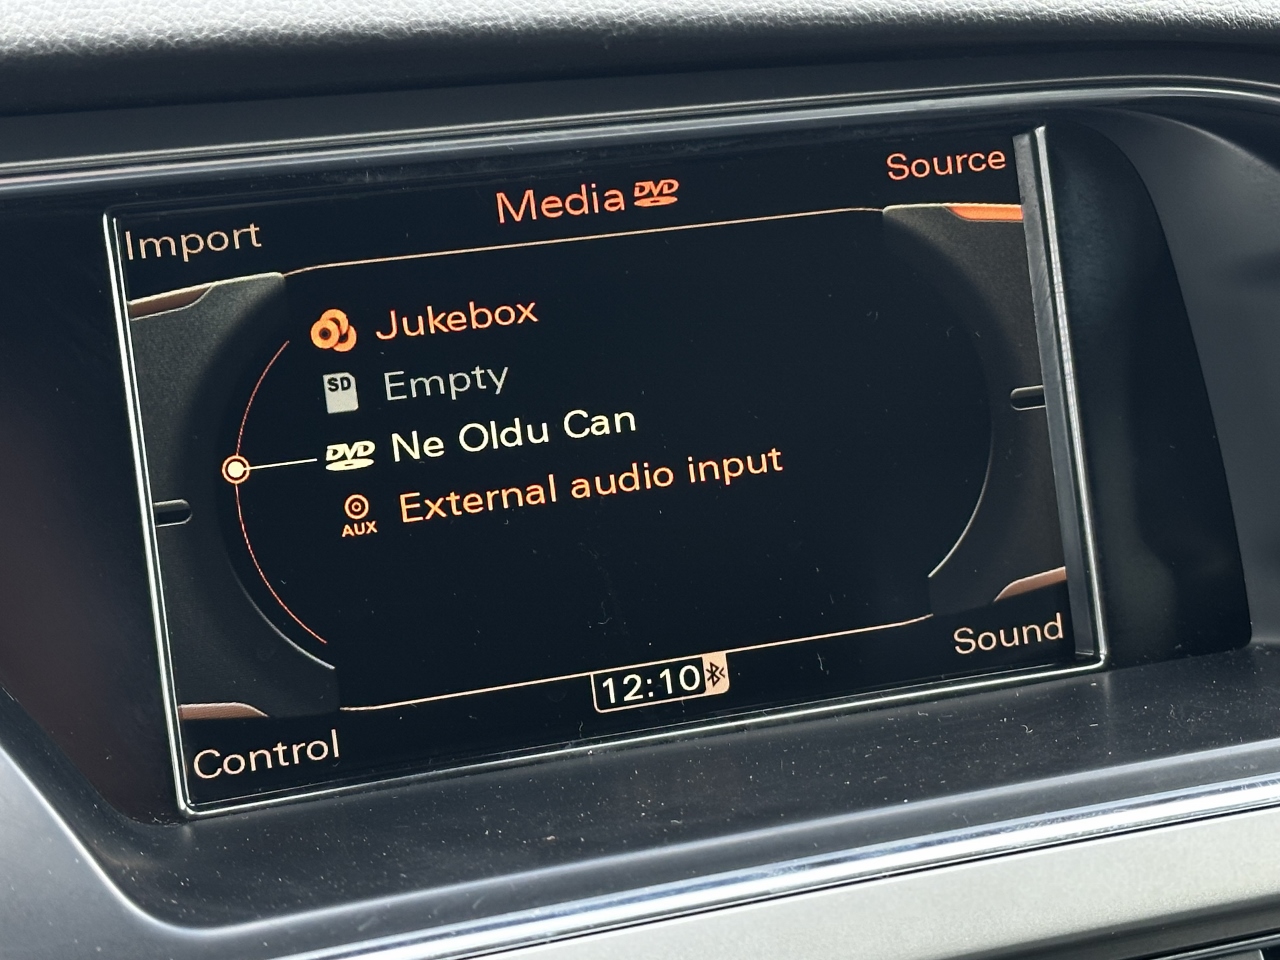 Source
Media DVD
Import
Jukebox
SD Empty
DVD Ne Oldu Can
AUX External audio input
Sound
12:10
Control